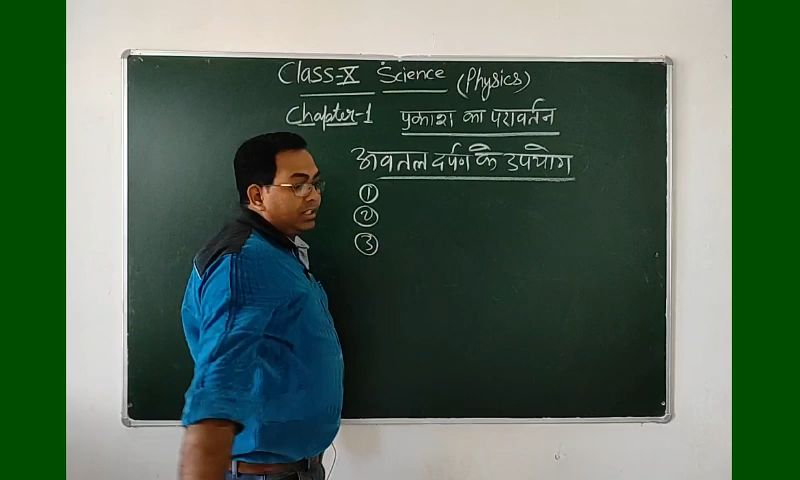 Class-X Science (Physics)
Chapter-1 प्रकाश का परावर्तन
अवतल दर्पण के उपयोग
①
②
③